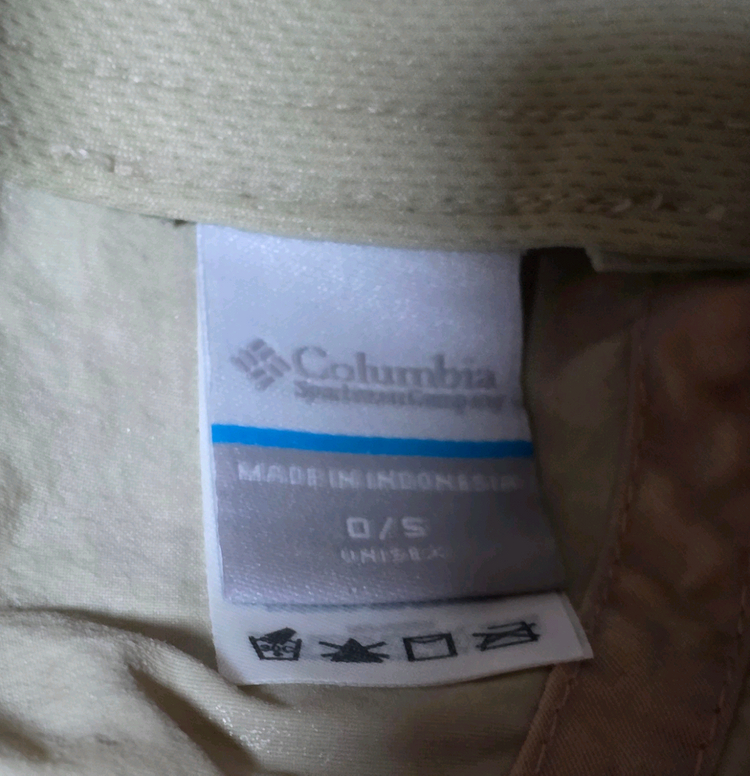 Columbia
Sportswear Company
MADE IN INDONESIA
O/S
UNISEX